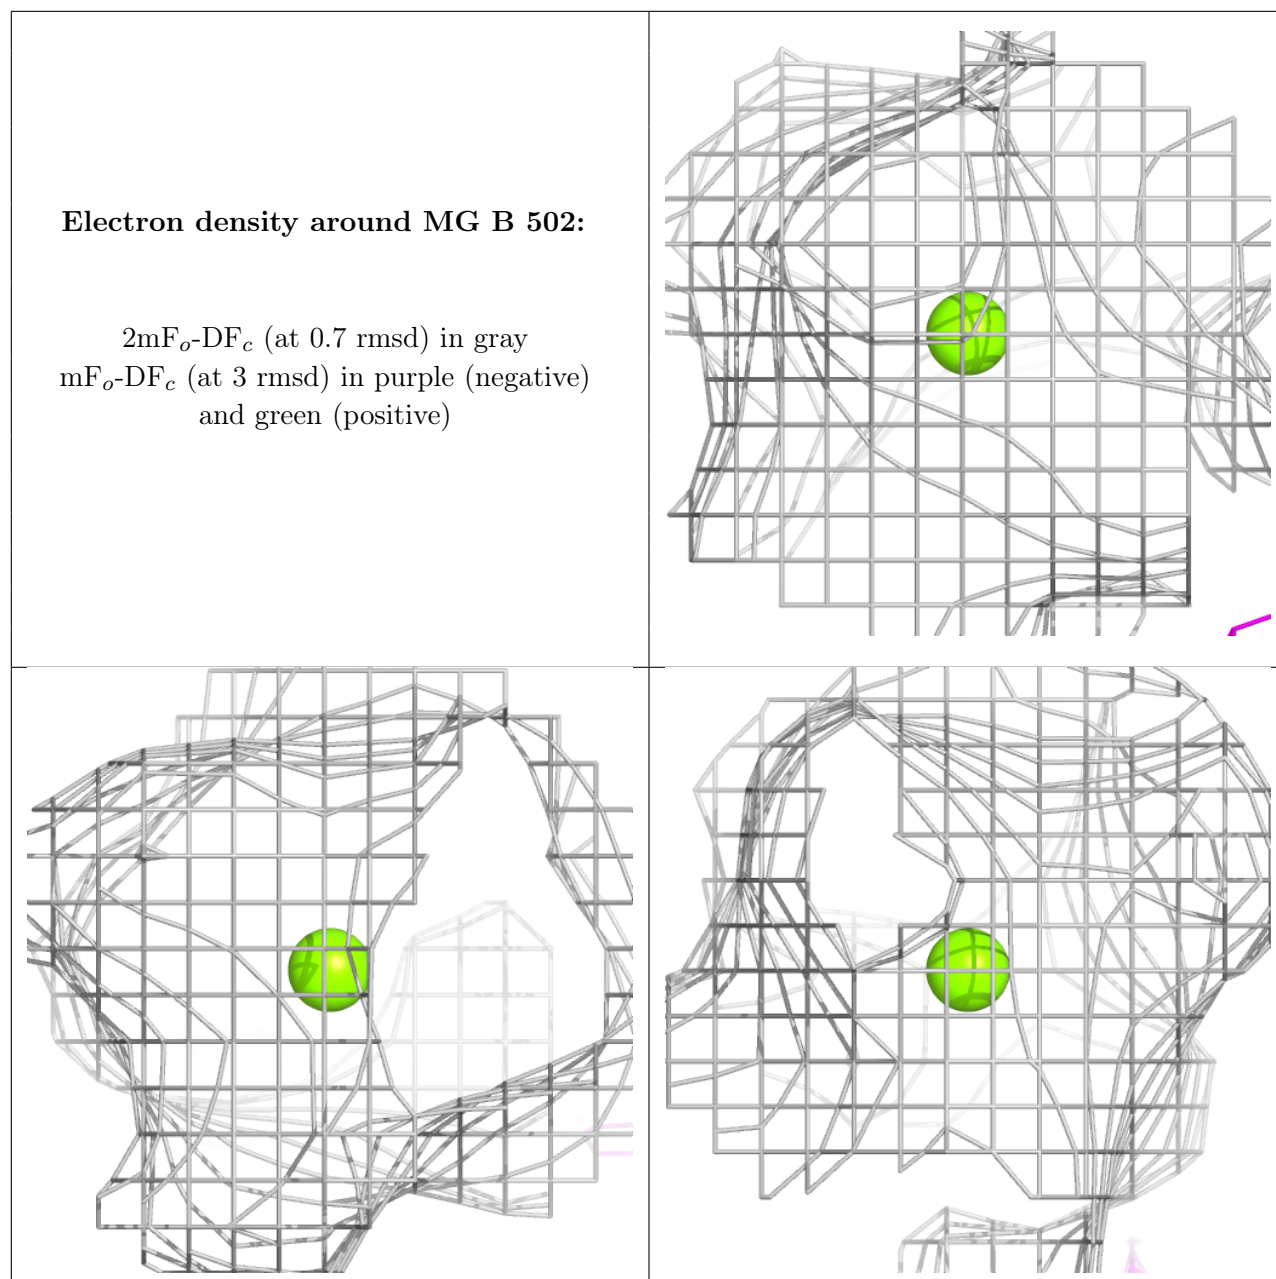 Electron density around MG B 502:
2mFo-DFc (at 0.7 rmsd) in gray
mFo-DFc (at 3 rmsd) in purple (negative)
and green (positive)